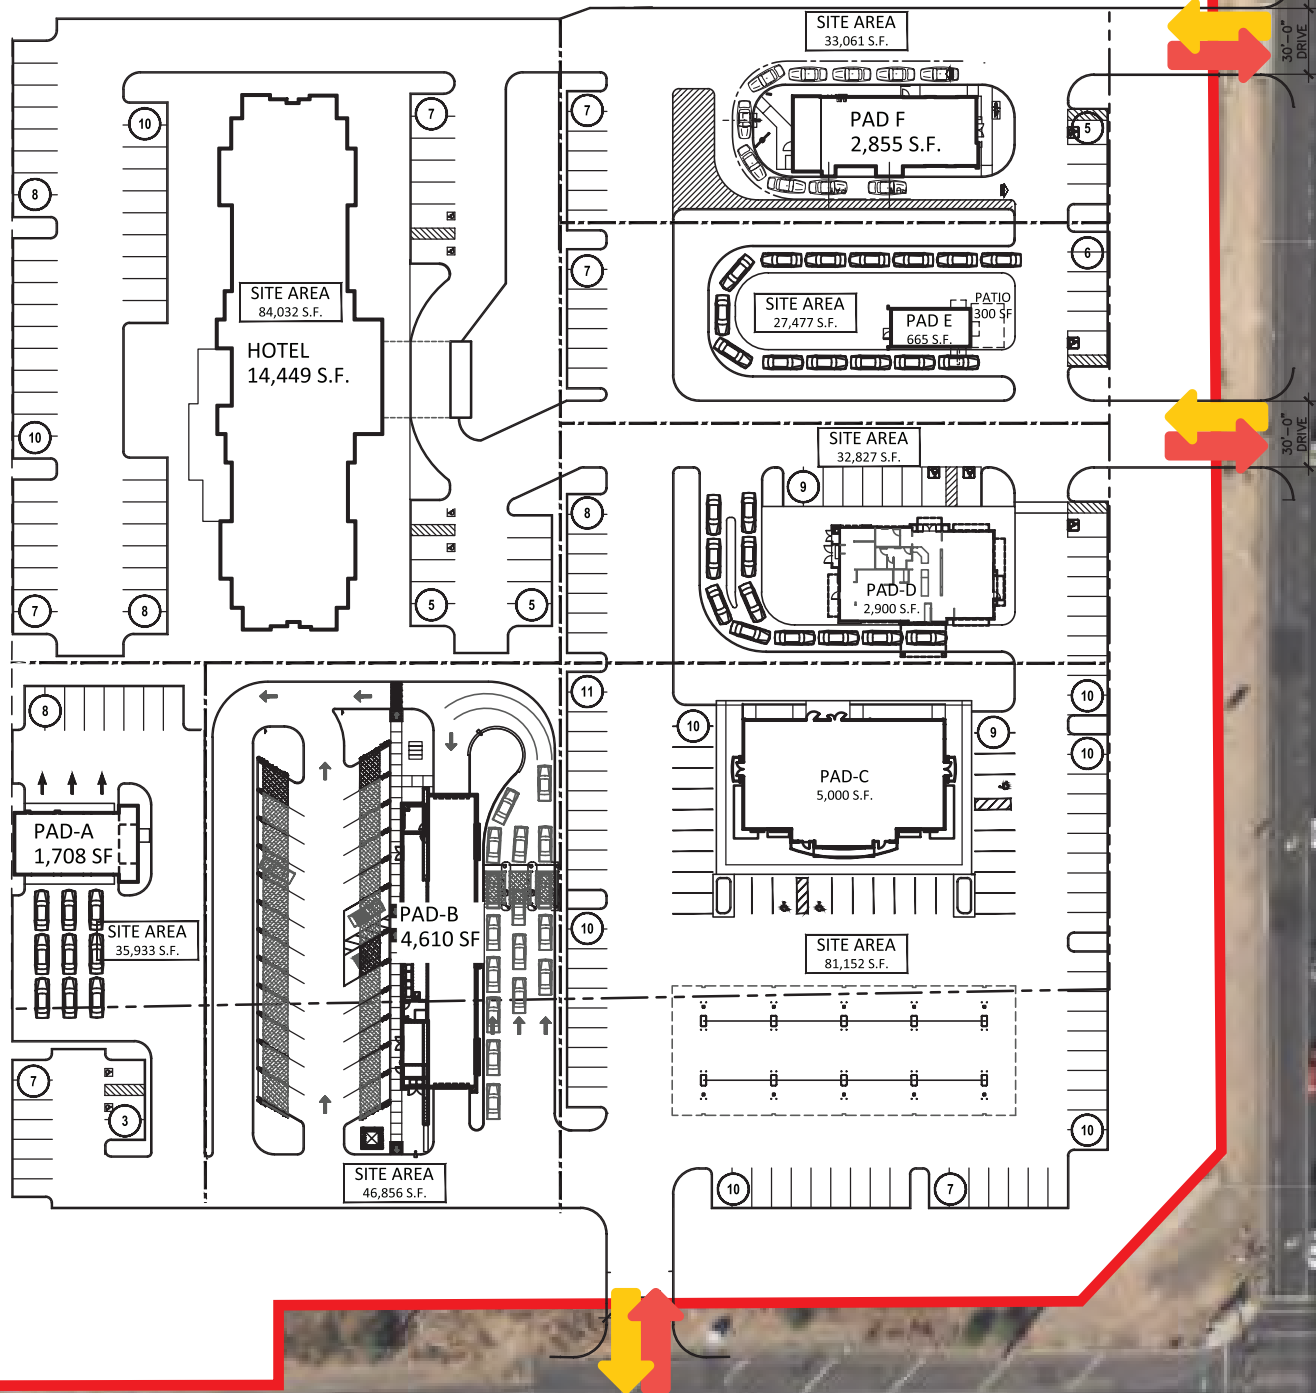 SITE AREA
33,061 S.F.
30'-0"
DRIVE
10
7
7
PAD F
2,855 S.F.
5
8
7
6
SITE AREA
84,032 S.F.
SITE AREA
27,477 S.F.
PATIO
300 SF
PAD E
665 S.F.
HOTEL
14,449 S.F.
30'-0"
DRIVE
10
SITE AREA
32,827 S.F.
9
8
PAD-D
2,900 S.F.
7
8
5
5
8
11
10
9
10
10
PAD-C
5,000 S.F.
PAD-A
1,708 SF
PAD-B
4,610 SF
SITE AREA
35,933 S.F.
10
SITE AREA
81,152 S.F.
7
3
10
SITE AREA
46,856 S.F.
10
7